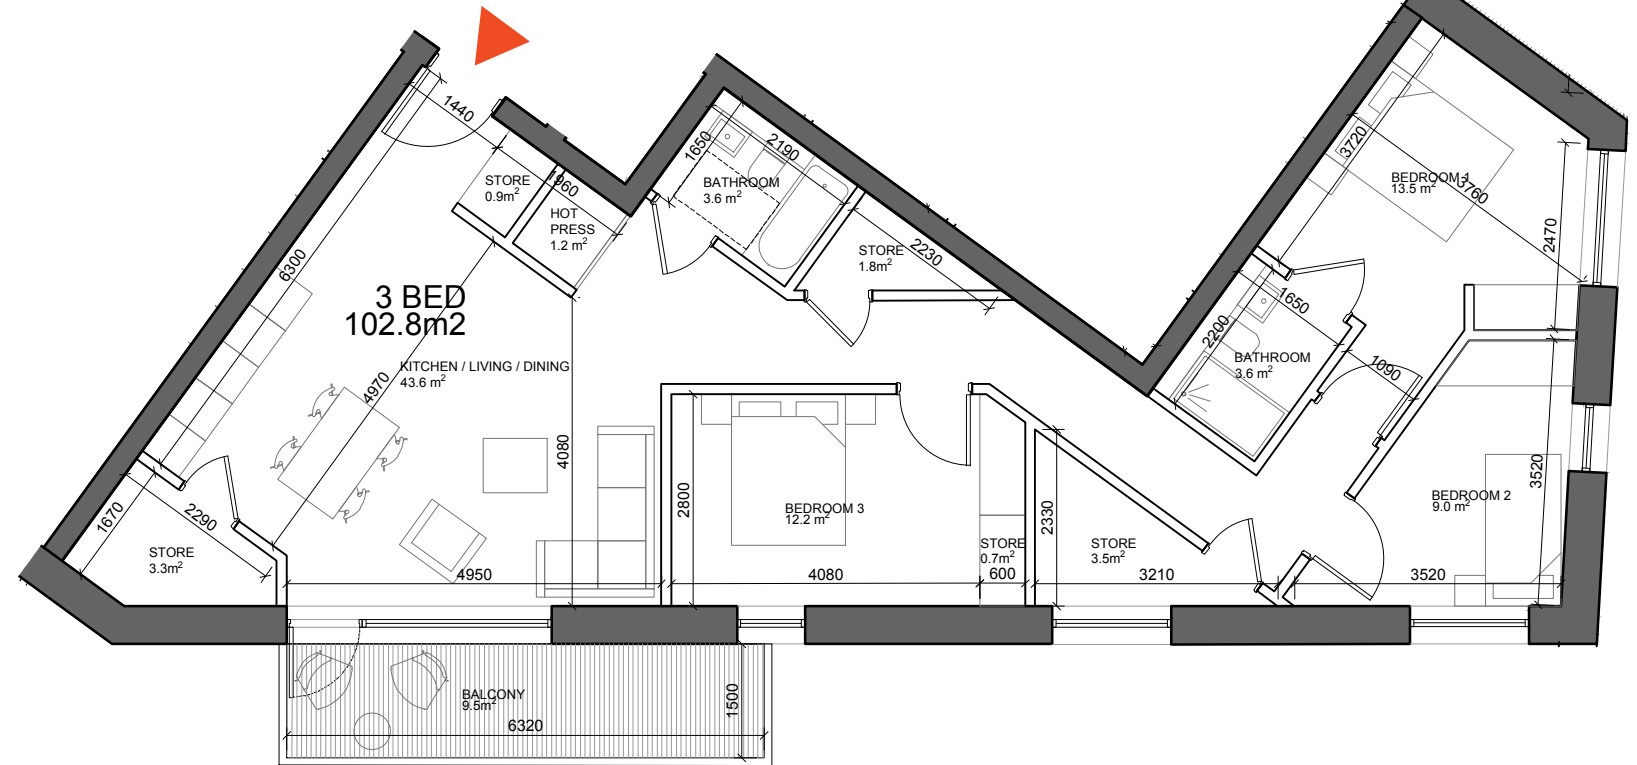 1440
1960
STORE
0.9m²
HOT
PRESS
1.2 m²
1650
2190
BATHROOM
3.6 m²
STORE
1.8m²
2230
6300
3 BED
102.8m2
KITCHEN / LIVING / DINING
43.6 m²
4970
4080
1670
2290
STORE
3.3m²
4950
2800
BEDROOM 3
12.2 m²
4080
STORE
0.7m²
600
2330
STORE
3.5m²
3210
3720
BEDROOM 1
13.5 m²
3760
2470
1650
2200
BATHROOM
3.6 m²
1090
3520
BEDROOM 2
9.0 m²
3520
BALCONY
9.5m²
6320
1500